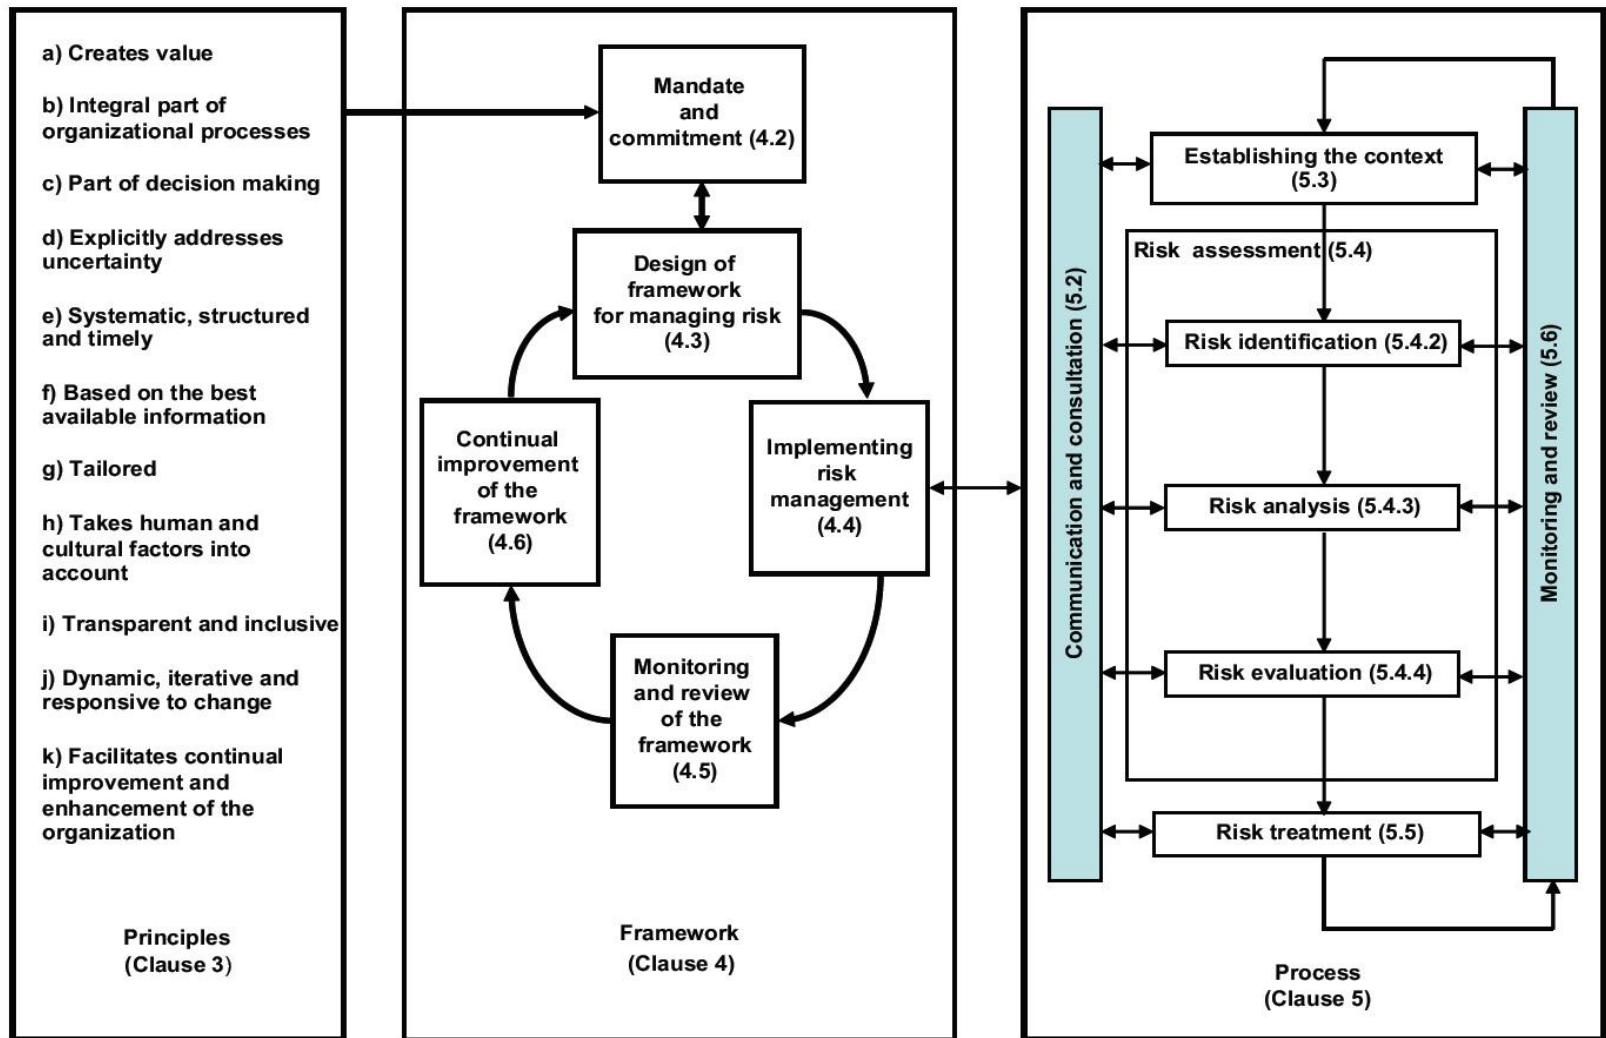 a) Creates value
b) Integral part of
organizational processes
c) Part of decision making
d) Explicitly addresses
uncertainty
e) Systematic, structured
and timely
f) Based on the best
available information
g) Tailored
h) Takes human and
cultural factors into
account
i) Transparent and inclusive
j) Dynamic, iterative and
responsive to change
k) Facilitates continual
improvement and
enhancement of the
organization
Principles
(Clause 3)
Mandate
and
commitment (4.2)
Design of
framework
for managing risk
(4.3)
Implementing
risk
management
(4.4)
Monitoring
and review
of the
framework
(4.5)
Continual
improvement
of the
framework
(4.6)
Framework
(Clause 4)
Communication and consultation (5.2)
Establishing the context
(5.3)
Risk assessment (5.4)
Risk identification (5.4.2)
Risk analysis (5.4.3)
Risk evaluation (5.4.4)
Risk treatment (5.5)
Monitoring and review (5.6)
Process
(Clause 5)